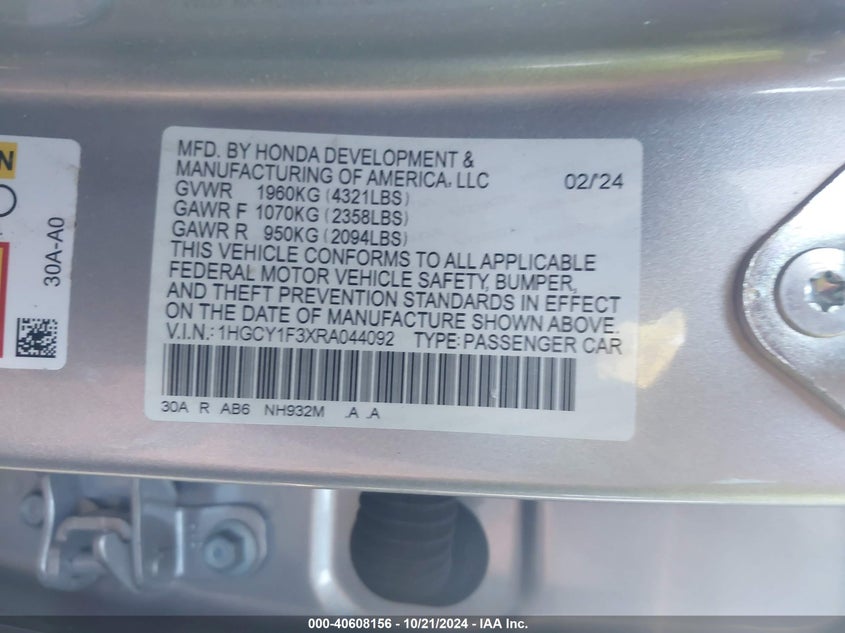 N
30A-A0
MFD. BY HONDA DEVELOPMENT &
MANUFACTURING OF AMERICA, LLC 02/'24
GVWR 1960KG (4321LBS)
GAWR F 1070KG (2358LBS)
GAWR R 950KG (2094LBS)
THIS VEHICLE CONFORMS TO ALL APPLICABLE
FEDERAL MOTOR VEHICLE SAFETY, BUMPER,
AND THEFT PREVENTION STANDARDS IN EFFECT
ON THE DATE OF MANUFACTURE SHOWN ABOVE.
V.I.N.: 1HGCY1F3XRA044092 TYPE: PASSENGER CAR
30A R AB6 NH932M .A .A
000-40608156 - 10/21/2024 - IAA Inc.